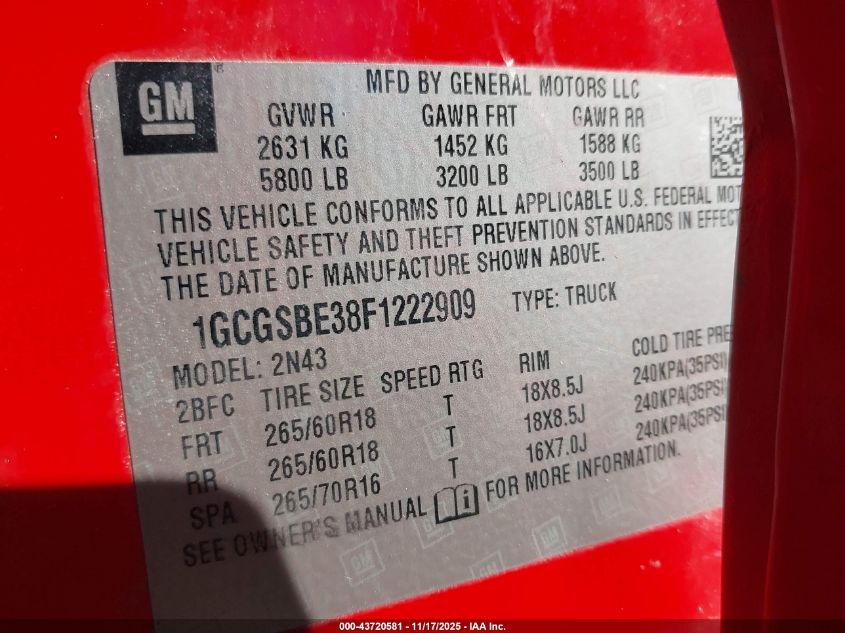 GM
MFD BY GENERAL MOTORS LLC
GVWR GAWR FRT GAWR RR
2631 KG 1452 KG 1588 KG
5800 LB 3200 LB 3500 LB
THIS VEHICLE CONFORMS TO ALL APPLICABLE U.S. FEDERAL MOT
VEHICLE SAFETY AND THEFT PREVENTION STANDARDS IN EFFECT
THE DATE OF MANUFACTURE SHOWN ABOVE.
1GCGSBE38F1222909 TYPE: TRUCK
MODEL: 2N43
2BFC TIRE SIZE SPEED RTG RIM COLD TIRE PRE
FRT 265/60R18 T 18X8.5J 240KPA(35PSI)
RR 265/60R18 T 18X8.5J 240KPA(35PSI)
SPA 265/70R16 T 16X7.0J 240KPA(35PSI
SEE OWNER'S MANUAL FOR MORE INFORMATION.
000-43720581 - 11/17/2025 - IAA Inc.